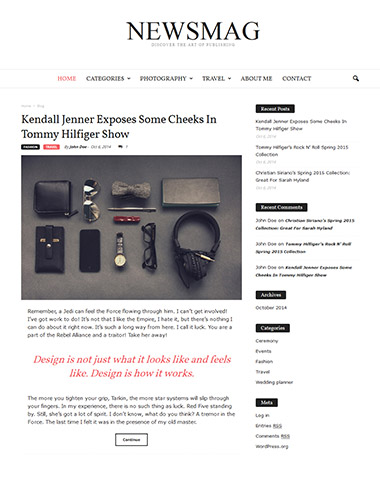 NEWSMAG
DISCOVER THE ART OF PUBLISHING
HOME CATEGORIES PHOTOGRAPHY TRAVEL ABOUT ME CONTACT
Home Blog
Kendall Jenner Exposes Some Cheeks In
Tommy Hilfiger Show
FASHION TRAVEL By John Doe - Oct 6, 2014 1
Remember, a Jedi can feel the Force flowing through him. I can't get involved!
I've got work to do! It's not that I like the Empire, I hate it, but there's nothing I
can do about it right now. It's such a long way from here. I call it luck. You are a
part of the Rebel Alliance and a traitor! Take her away!
Design is not just what it looks like and feels
like. Design is how it works.
The more you tighten your grip, Tarkin, the more star systems will slip through
your fingers. In my experience, there is no such thing as luck. Red Five standing
by. Still, she's got a lot of spirit. I don't know, what do you think? A tremor in the
Force. The last time I felt it was in the presence of my old master.
Continue
Recent Posts
Kendall Jenner Exposes Some Cheeks In
Tommy Hilfiger Show
Oct 6, 2014
Tommy Hilfiger's Rock N' Roll Spring 2015
Collection
Oct 6, 2014
Christian Siriano's Spring 2015 Collection:
Great For Sarah Hyland
Oct 6, 2014
Recent Comments
John Doe on Christian Siriano's Spring 2015
Collection: Great For Sarah Hyland
John Doe on Tommy Hilfiger's Rock N' Roll
Spring 2015 Collection
John Doe on Kendall Jenner Exposes Some
Cheeks In Tommy Hilfiger Show
Archives
October 2014
Categories
Ceremony
Events
Fashion
Travel
Wedding planner
Meta
Log in
Entries RSS
Comments RSS
WordPress.org